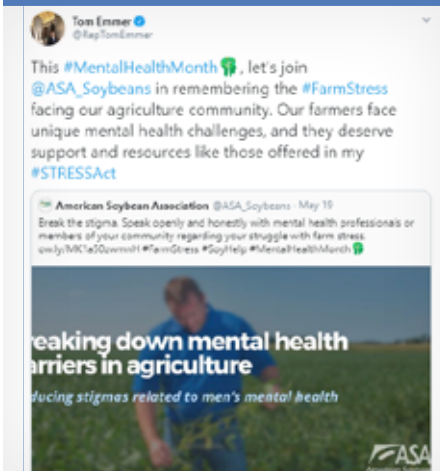 Tom Emmer
@RepTomEmmer
This #MentalHealthMonth, let's join
@ASA_Soybeans in remembering the #FarmStress
facing our agriculture community. Our farmers face
unique mental health challenges, and they deserve
support and resources like those offered in my
#STRESSAct
American Soybean Association @ASA_Soybeans · May 19
Break the stigma. Speak openly and honestly with mental health professionals or
members of your community regarding your struggle with farm stress.
#FarmStress #SoyHelp #MentalHealthMonth
reaking down mental health
arriers in agriculture
ducing stigmas related to men's mental health
ASA